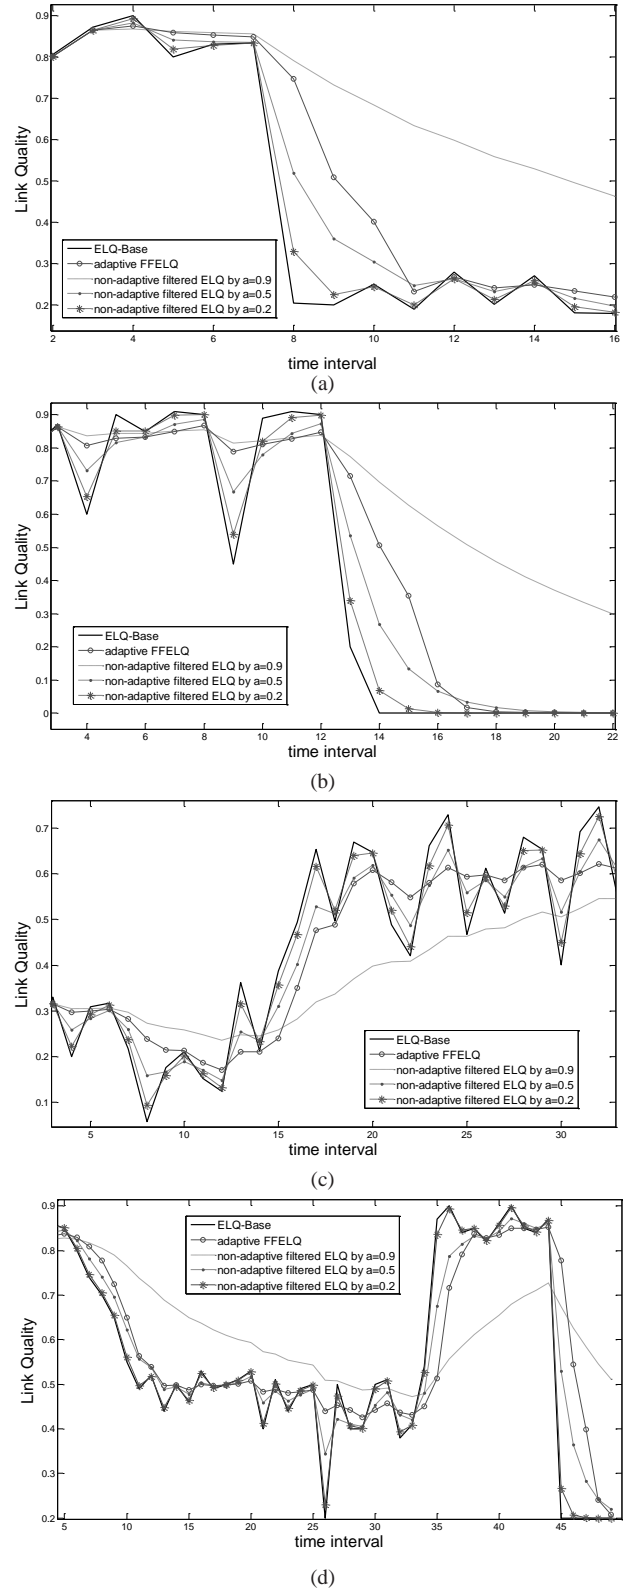 0.9
0.8
0.7
0.6
0.5
0.4
0.3
0.2
Link Quality
ELQ-Base
adaptive FFELQ
non-adaptive filtered ELQ by a=0.9
non-adaptive filtered ELQ by a=0.5
non-adaptive filtered ELQ by a=0.2
2 4 6 8 10 12 14 16
time interval
(a)
0.9
0.8
0.7
0.6
0.5
0.4
0.3
0.2
0.1
0
Link Quality
ELQ-Base
adaptive FFELQ
non-adaptive filtered ELQ by a=0.9
non-adaptive filtered ELQ by a=0.5
non-adaptive filtered ELQ by a=0.2
4 6 8 10 12 14 16 18 20 22
time interval
(b)
0.7
0.6
0.5
0.4
0.3
0.2
0.1
Link Quality
ELQ-Base
adaptive FFELQ
non-adaptive filtered ELQ by a=0.9
non-adaptive filtered ELQ by a=0.5
non-adaptive filtered ELQ by a=0.2
5 10 15 20 25 30
time interval
(c)
0.9
0.8
0.7
0.6
0.5
0.4
0.3
0.2
Link Quality
ELQ-Base
adaptive FFELQ
non-adaptive filtered ELQ by a=0.9
non-adaptive filtered ELQ by a=0.5
non-adaptive filtered ELQ by a=0.2
5 10 15 20 25 30 35 40 45
time interval
(d)